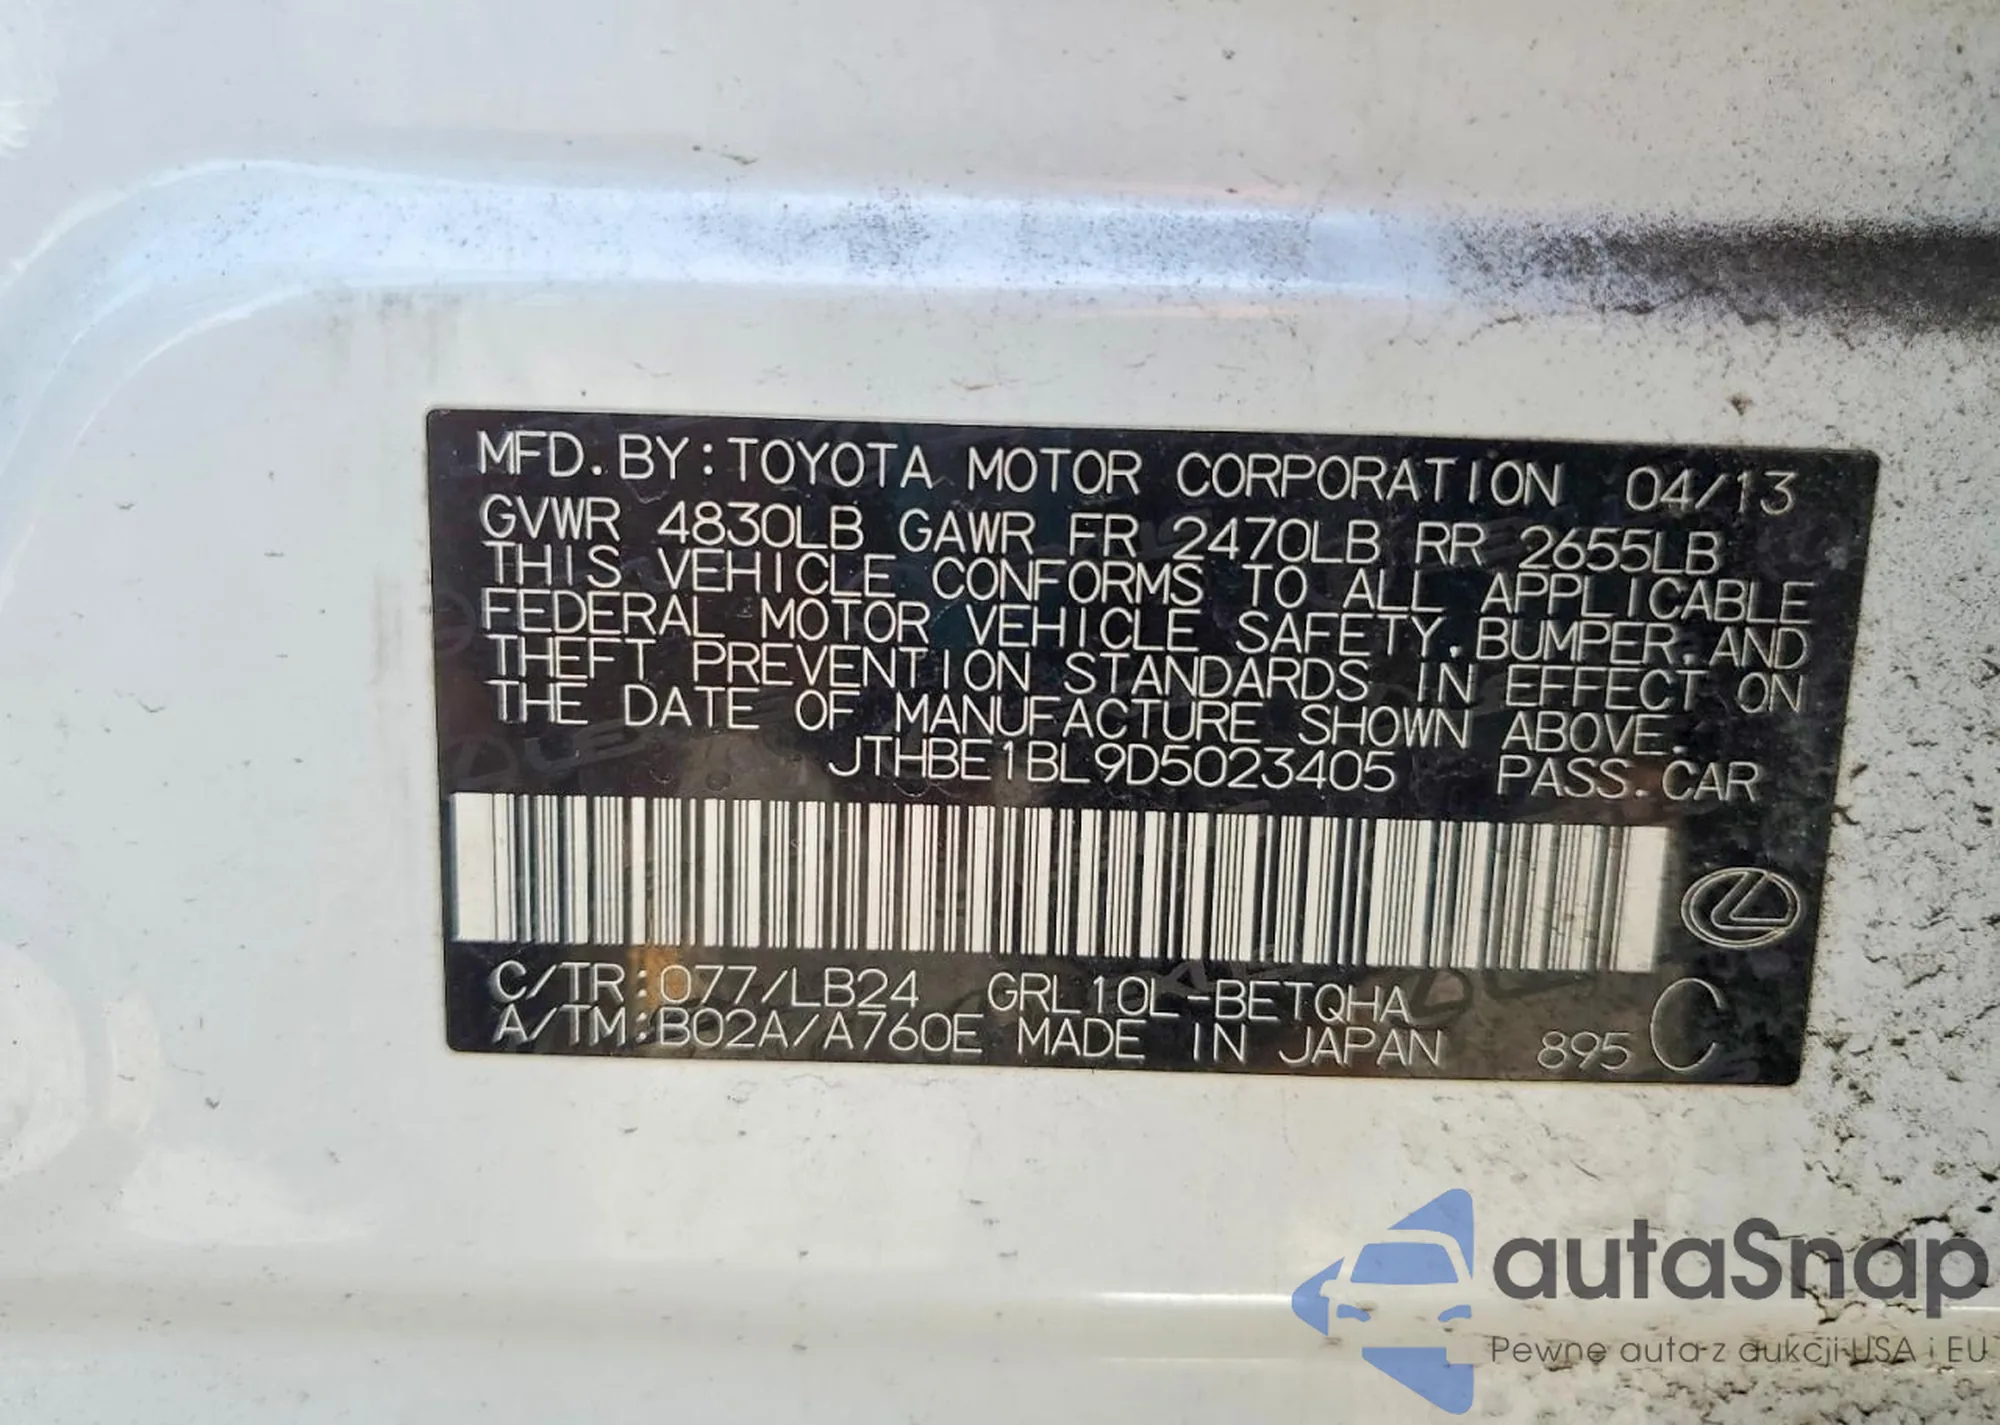 MFD. BY: TOYOTA MOTOR CORPORATION 04/13
GVWR 4830LB GAWR FR 2470LB RR 2655LB
THIS VEHICLE CONFORMS TO ALL APPLICABLE
FEDERAL MOTOR VEHICLE SAFETY, BUMPER, AND
THEFT PREVENTION STANDARDS IN EFFECT ON
THE DATE OF MANUFACTURE SHOWN ABOVE.
JTHBE1BL9D5023405 PASS. CAR
C/TR: 077/LB24 GRL10L-BETQHA
A/TM: B02A/A760E MADE IN JAPAN 895 C
autaSnap
Pewne auta z aukcji USA i EU